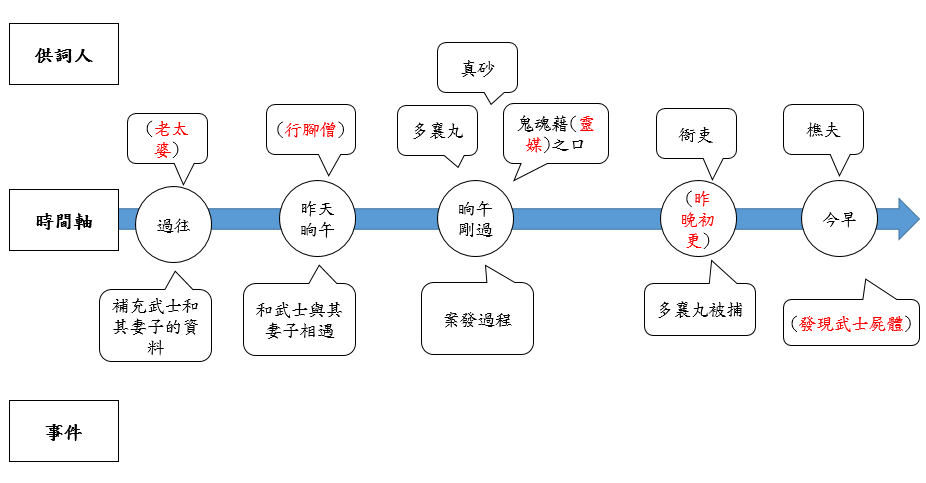 供詞人
真砂
(老太
婆)
(行腳僧)
多襄丸
鬼魂藉(靈
媒)之口
衙吏
樵夫
時間軸
過往
昨天
晌午
晌午
剛過
(昨
晚初
更)
今早
補充武士和
其妻子的資
料
和武士與其
妻子相遇
案發過程
多襄丸被捕
(發現武士屍體)
事件